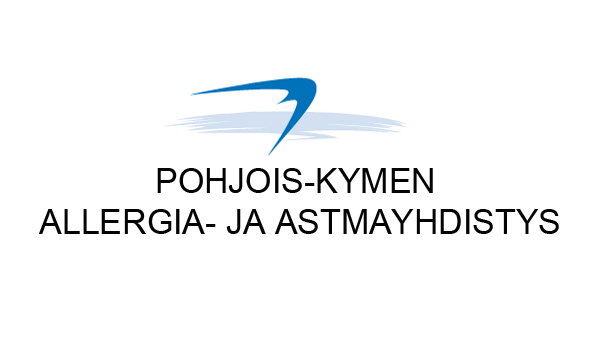 POHJOIS-KYMEN
ALLERGIA- JA ASTMAYHDISTYS